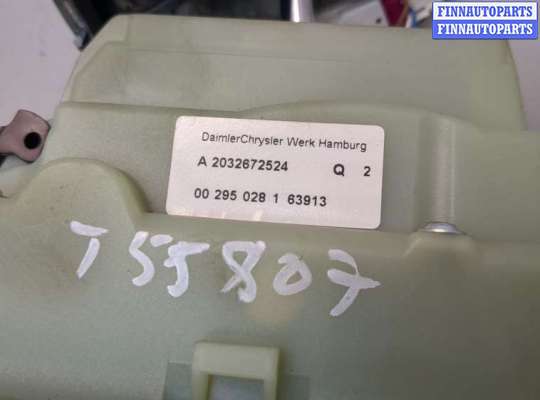 FINNAUTOPARTS
FINNAUTOPARTS
DaimlerChrysler Werk Hamburg
A 2032672524 Q 2
00 295 028 1 63913
T55807